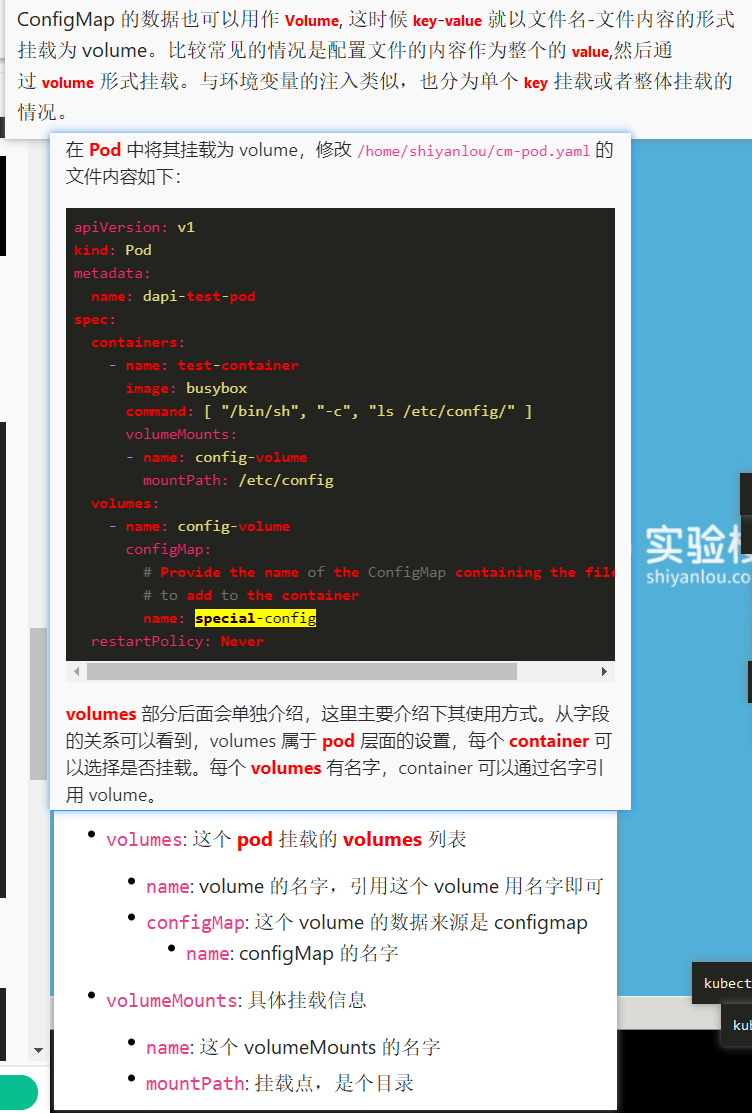 ConfigMap 的数据也可以用作 Volume, 这时候 key-value 就以文件名-文件内容的形式
挂载为 volume。比较常见的情况是配置文件的内容作为整个的 value,然后通
过 volume 形式挂载。与环境变量的注入类似，也分为单个 key 挂载或者整体挂载的
情况。
在 Pod 中将其挂载为 volume，修改 /home/shiyanlou/cm-pod.yaml 的
文件内容如下：
apiVersion: v1
kind: Pod
metadata:
  name: dapi-test-pod
spec:
  containers:
    - name: test-container
      image: busybox
      command: [ "/bin/sh", "-c", "ls /etc/config/" ]
      volumeMounts:
      - name: config-volume
        mountPath: /etc/config
  volumes:
    - name: config-volume
      configMap:
        # Provide the name of the ConfigMap containing the file
        # to add to the container
        name: special-config
  restartPolicy: Never
实验楼
shiyanlou.co
volumes 部分后面会单独介绍，这里主要介绍下其使用方式。从字段
的关系可以看到，volumes 属于 pod 层面的设置，每个 container 可
以选择是否挂载。每个 volumes 有名字，container 可以通过名字引
用 volume。
• volumes: 这个 pod 挂载的 volumes 列表
• name: volume 的名字，引用这个 volume 用名字即可
• configMap: 这个 volume 的数据来源是 configmap
• name: configMap 的名字
• volumeMounts: 具体挂载信息
• name: 这个 volumeMounts 的名字
• mountPath: 挂载点，是个目录
kubect
kub